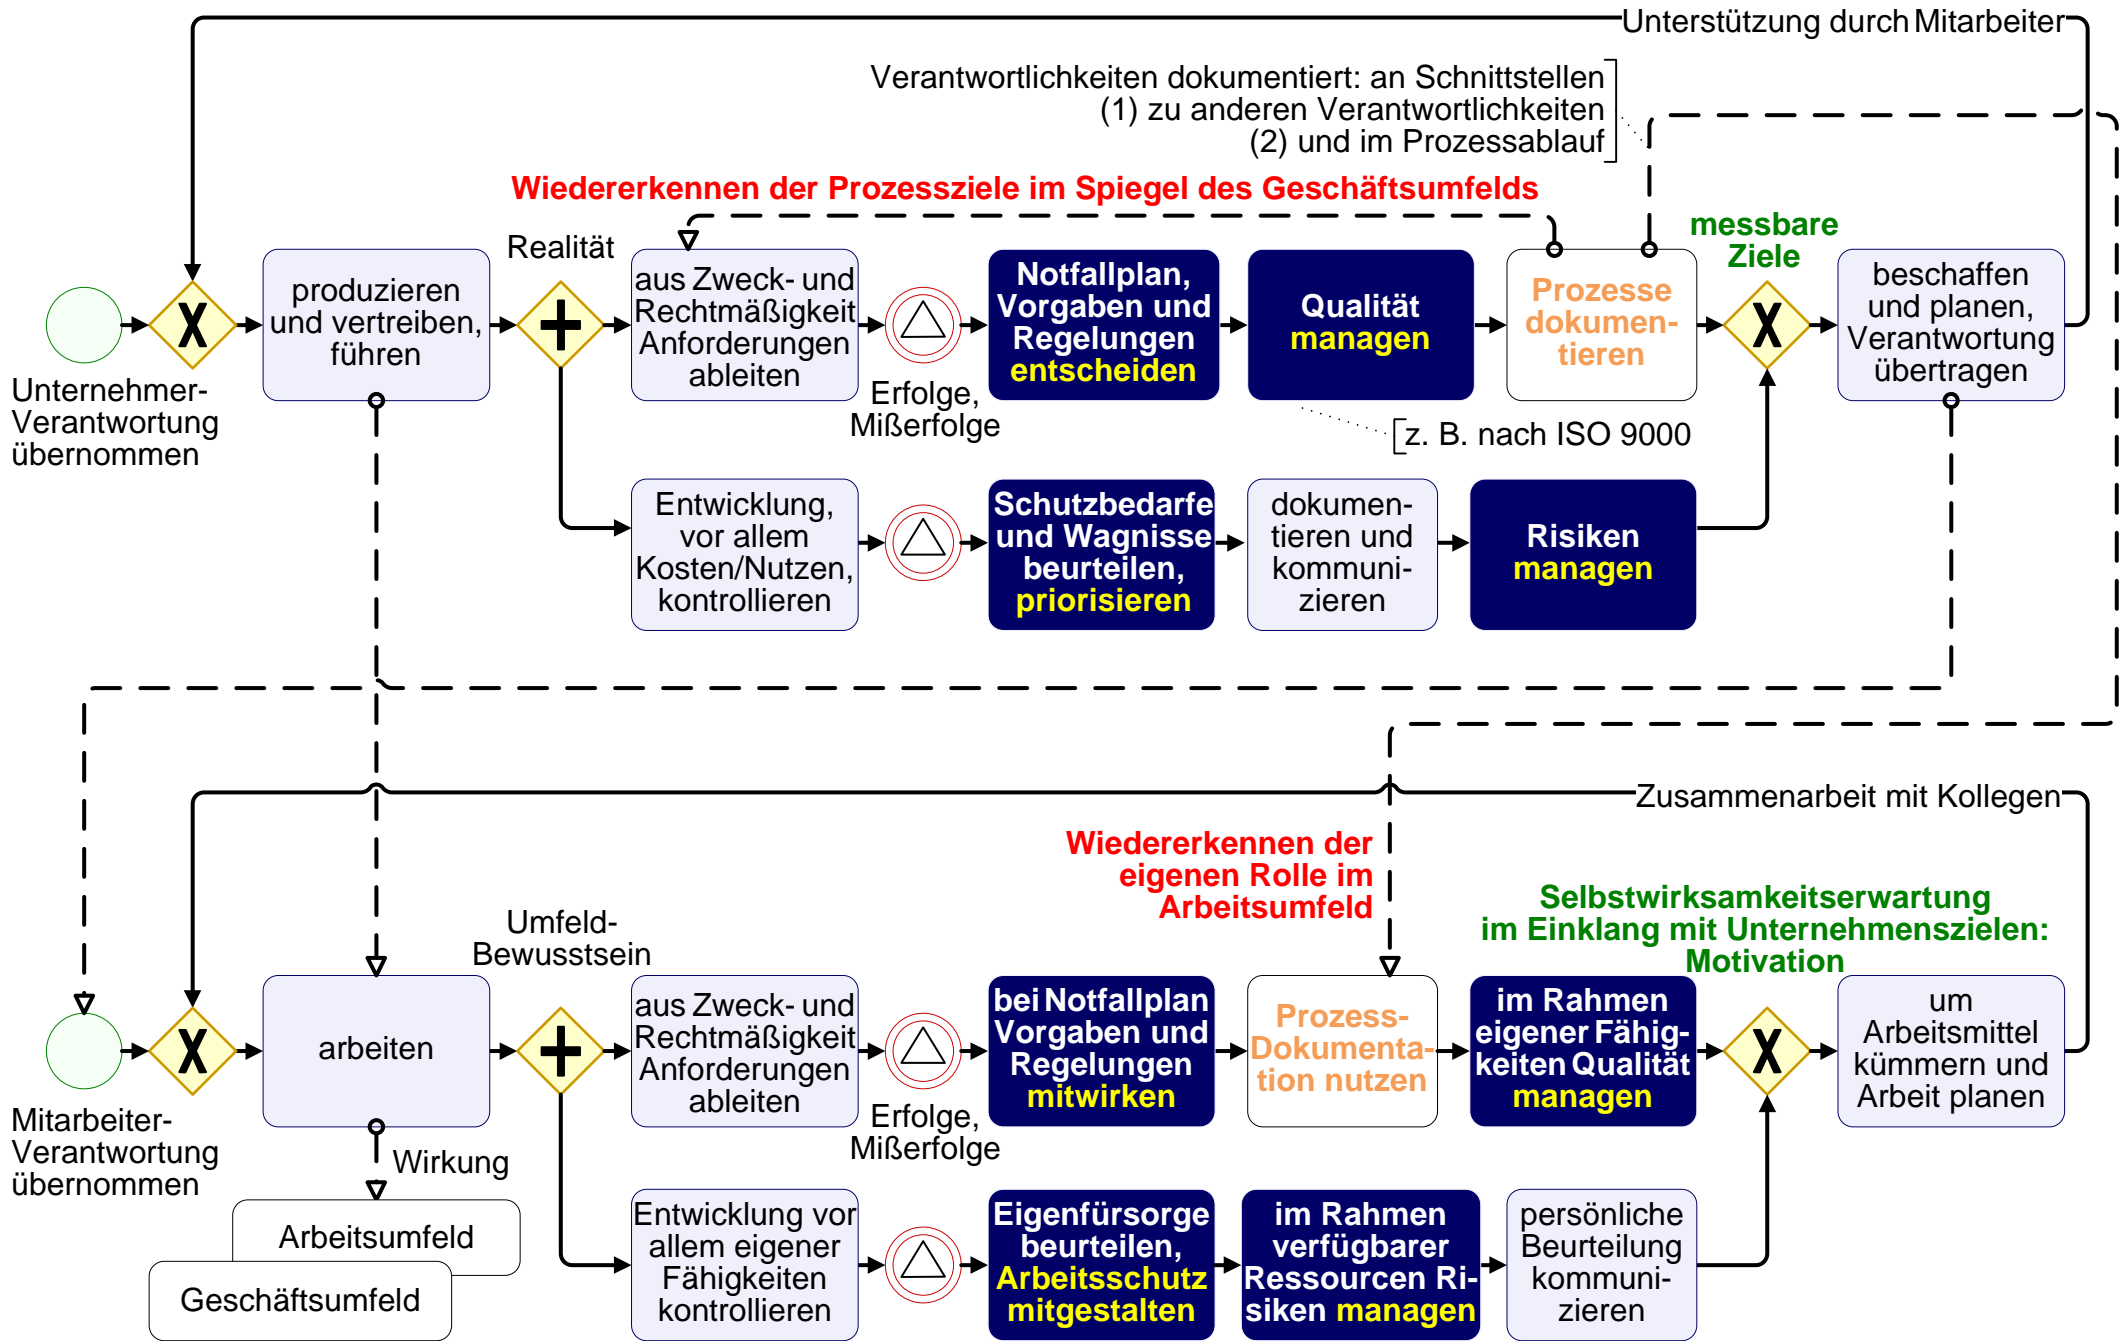 Unterstützung durch Mitarbeiter
Verantwortlichkeiten dokumentiert: an Schnittstellen
(1) zu anderen Verantwortlichkeiten
(2) und im Prozessablauf
Wiedererkennen der Prozessziele im Spiegel des Geschäftsumfelds
Unternehmer-
Verantwortung
übernommen
X
produzieren
und vertreiben,
führen
Realität
aus Zweck- und
Rechtmäßigkeit
Anforderungen
ableiten
Erfolge,
Mißerfolge
Notfallplan,
Vorgaben und
Regelungen
entscheiden
Qualität
managen
z. B. nach ISO 9000
Prozesse
dokumen-
tieren
messbare
Ziele
X
beschaffen
und planen,
Verantwortung
übertragen
Entwicklung,
vor allem
Kosten/Nutzen,
kontrollieren
Schutzbedarfe
und Wagnisse
beurteilen,
priorisieren
dokumen-
tieren und
kommuni-
zieren
Risiken
managen
Zusammenarbeit mit Kollegen
Wiedererkennen der
eigenen Rolle im
Arbeitsumfeld
Selbstwirksamkeitserwartung
im Einklang mit Unternehmenszielen:
Motivation
Mitarbeiter-
Verantwortung
übernommen
X
arbeiten
Umfeld-
Bewusstsein
aus Zweck- und
Rechtmäßigkeit
Anforderungen
ableiten
Erfolge,
Mißerfolge
bei Notfallplan
Vorgaben und
Regelungen
mitwirken
Prozess-
Dokumenta-
tion nutzen
im Rahmen
eigener Fähig-
keiten Qualität
managen
X
um
Arbeitsmittel
kümmern und
Arbeit planen
Wirkung
Arbeitsumfeld
Geschäftsumfeld
Entwicklung vor
allem eigener
Fähigkeiten
kontrollieren
Eigenfürsorge
beurteilen,
Arbeitsschutz
mitgestalten
im Rahmen
verfügbarer
Ressourcen Ri-
siken managen
persönliche
Beurteilung
kommuni-
zieren